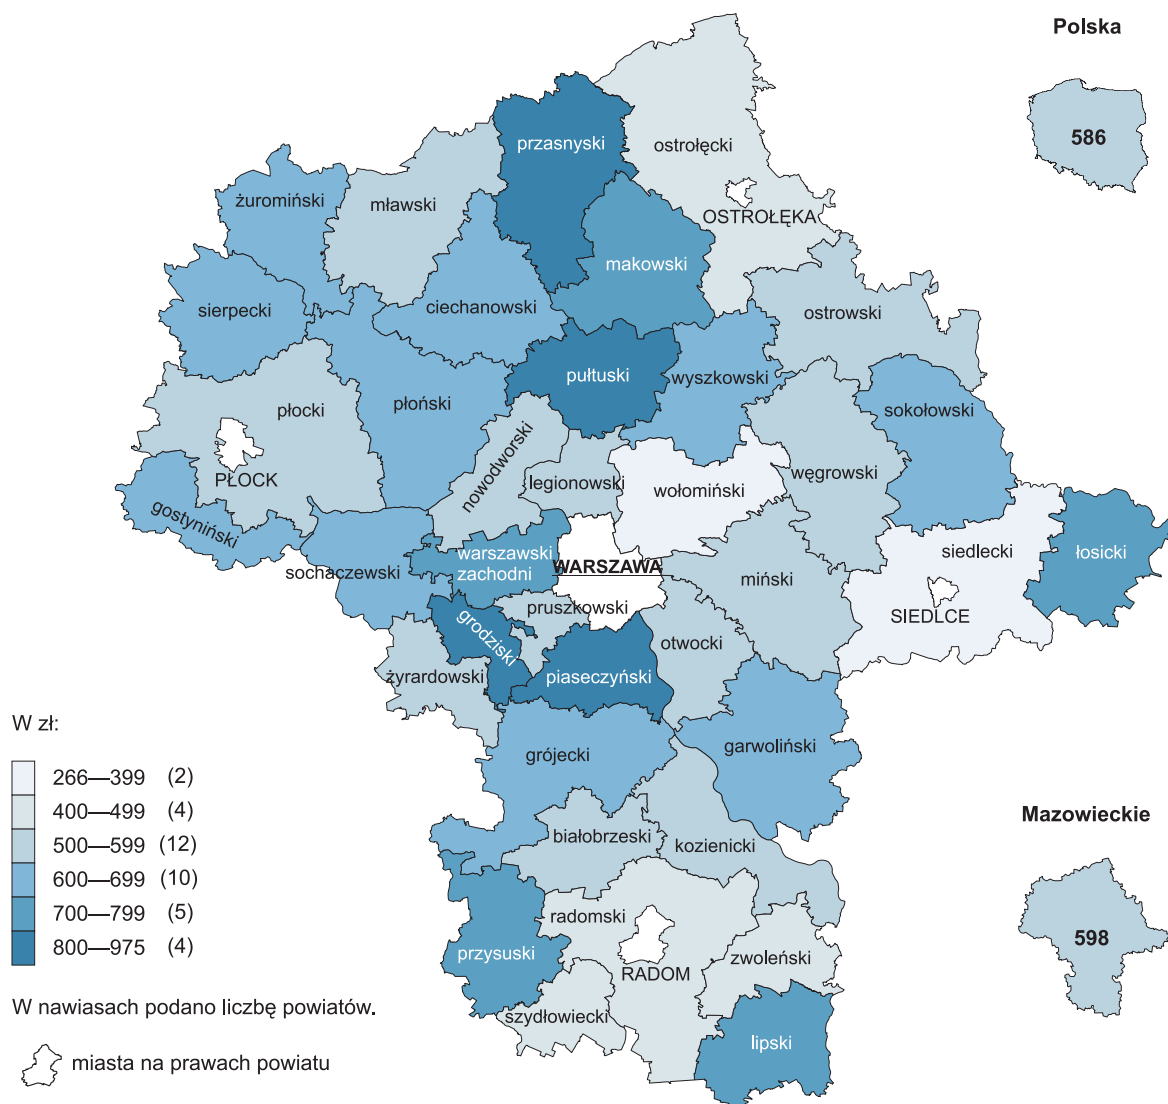 Polska
586
przasnyski
ostrołęcki
żuromiński
mławski
OSTROŁĘKA
makowski
sierpecki
ciechanowski
ostrowski
pułtuski
wyszkowski
płocki
płoński
sokołowski
nowodworski
legionowski
wołomiński
węgrowski
PŁOCK
gostyniński
sochaczewski
warszawski
zachodni
WARSZAWA
miński
siedlecki
łosicki
SIEDLCE
pruszkowski
grodziski
otwocki
żyrardowski
piaseczyński
grójecki
garwoliński
białobrzeski
kozienicki
radomski
przysuski
RADOM
zwoleński
szydłowiecki
lipski
W zł:
266—399 (2)
400—499 (4)
500—599 (12)
600—699 (10)
700—799 (5)
800—975 (4)
W nawiasach podano liczbę powiatów.
miasta na prawach powiatu
Mazowieckie
598